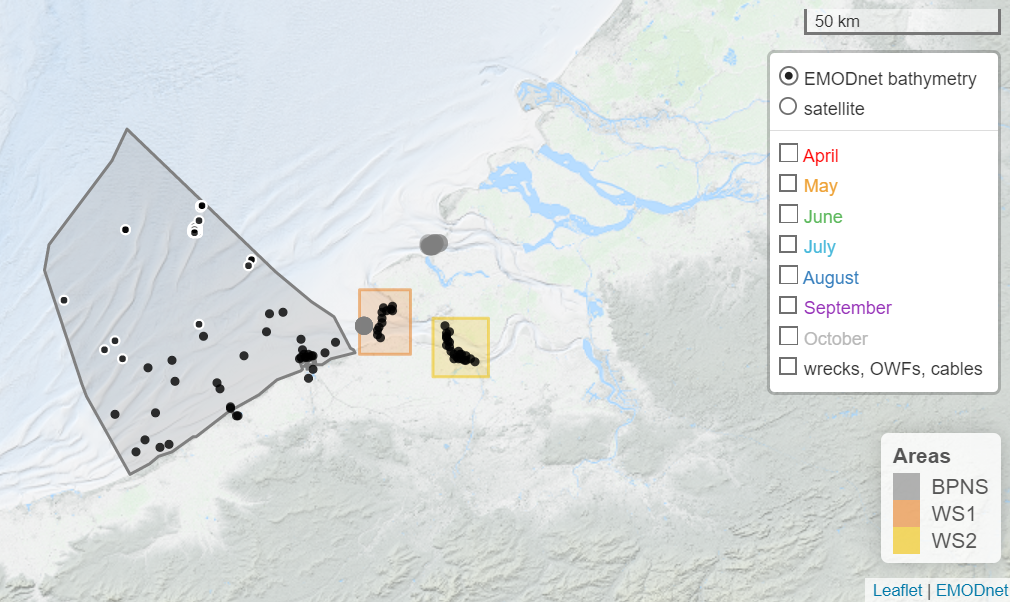 50 km
EMODnet bathymetry
satellite
April
May
June
July
August
September
October
wrecks, OWFs, cables
Areas
BPNS
WS1
WS2
Leaflet | EMODnet